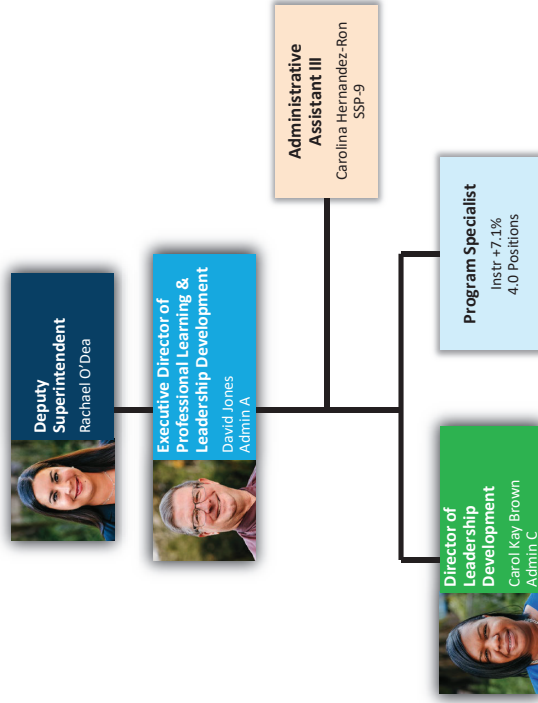 Deputy
Superintendent
Rachael O'Dea
Executive Director of
Professional Learning &
Leadership Development
David Jones
Admin A
Administrative
Assistant III
Carolina Hernandez-Ron
SSP-9
Director of
Leadership
Development
Carol Kay Brown
Admin C
Program Specialist
Instr +7.1%
4.0 Positions